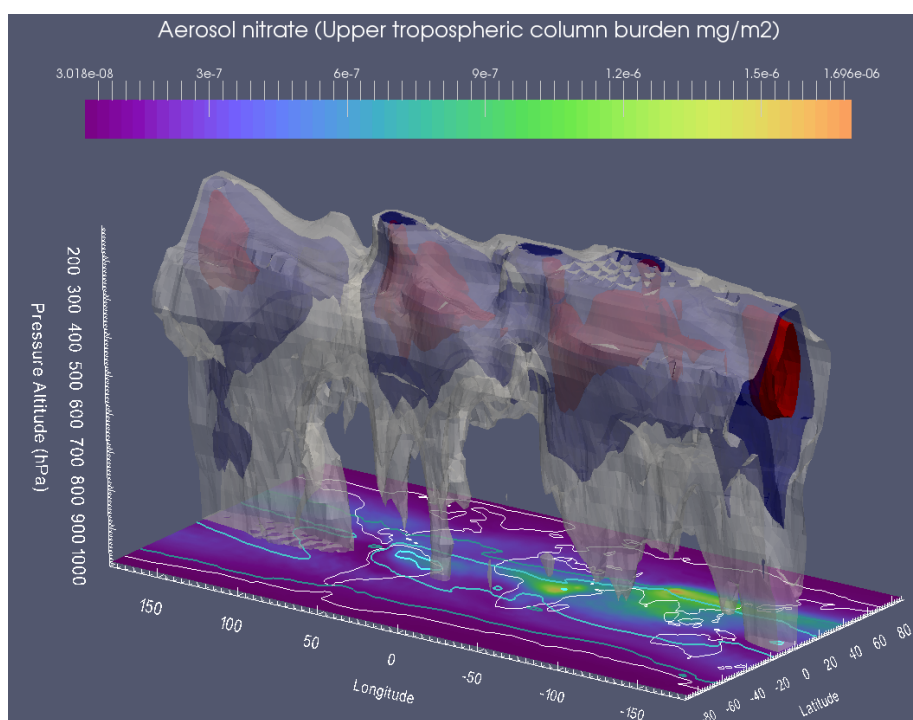 Aerosol nitrate (Upper tropospheric column burden mg/m2)
3.018e-08 3e-7 6e-7 9e-7 1.2e-6 1.5e-6 1.696e-06
200
300
400
500
600
700
800
900
1000
Pressure Altitude (hPa)
150 100 50 0 -50 -100 -150
Longitude
-80 -60 -40 -20 0 20 40 60 80
Latitude